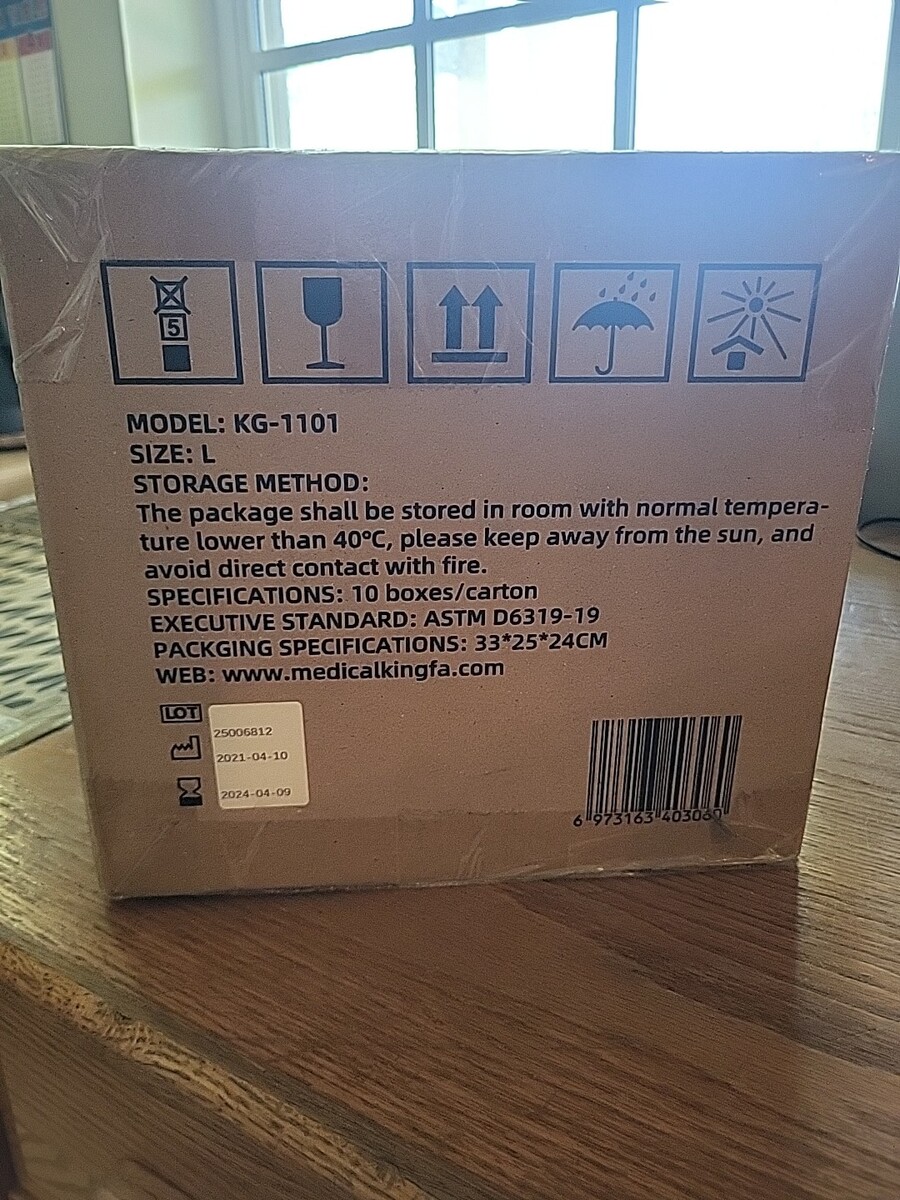 5
MODEL: KG-1101
SIZE: L
STORAGE METHOD:
The package shall be stored in room with normal tempera-
ture lower than 40°C, please keep away from the sun, and
avoid direct contact with fire.
SPECIFICATIONS: 10 boxes/carton
EXECUTIVE STANDARD: ASTM D6319-19
PACKGING SPECIFICATIONS: 33*25*24CM
WEB: www.medicalkingfa.com
LOT 25006812
2021-04-10
2024-04-09
6 973163 403060